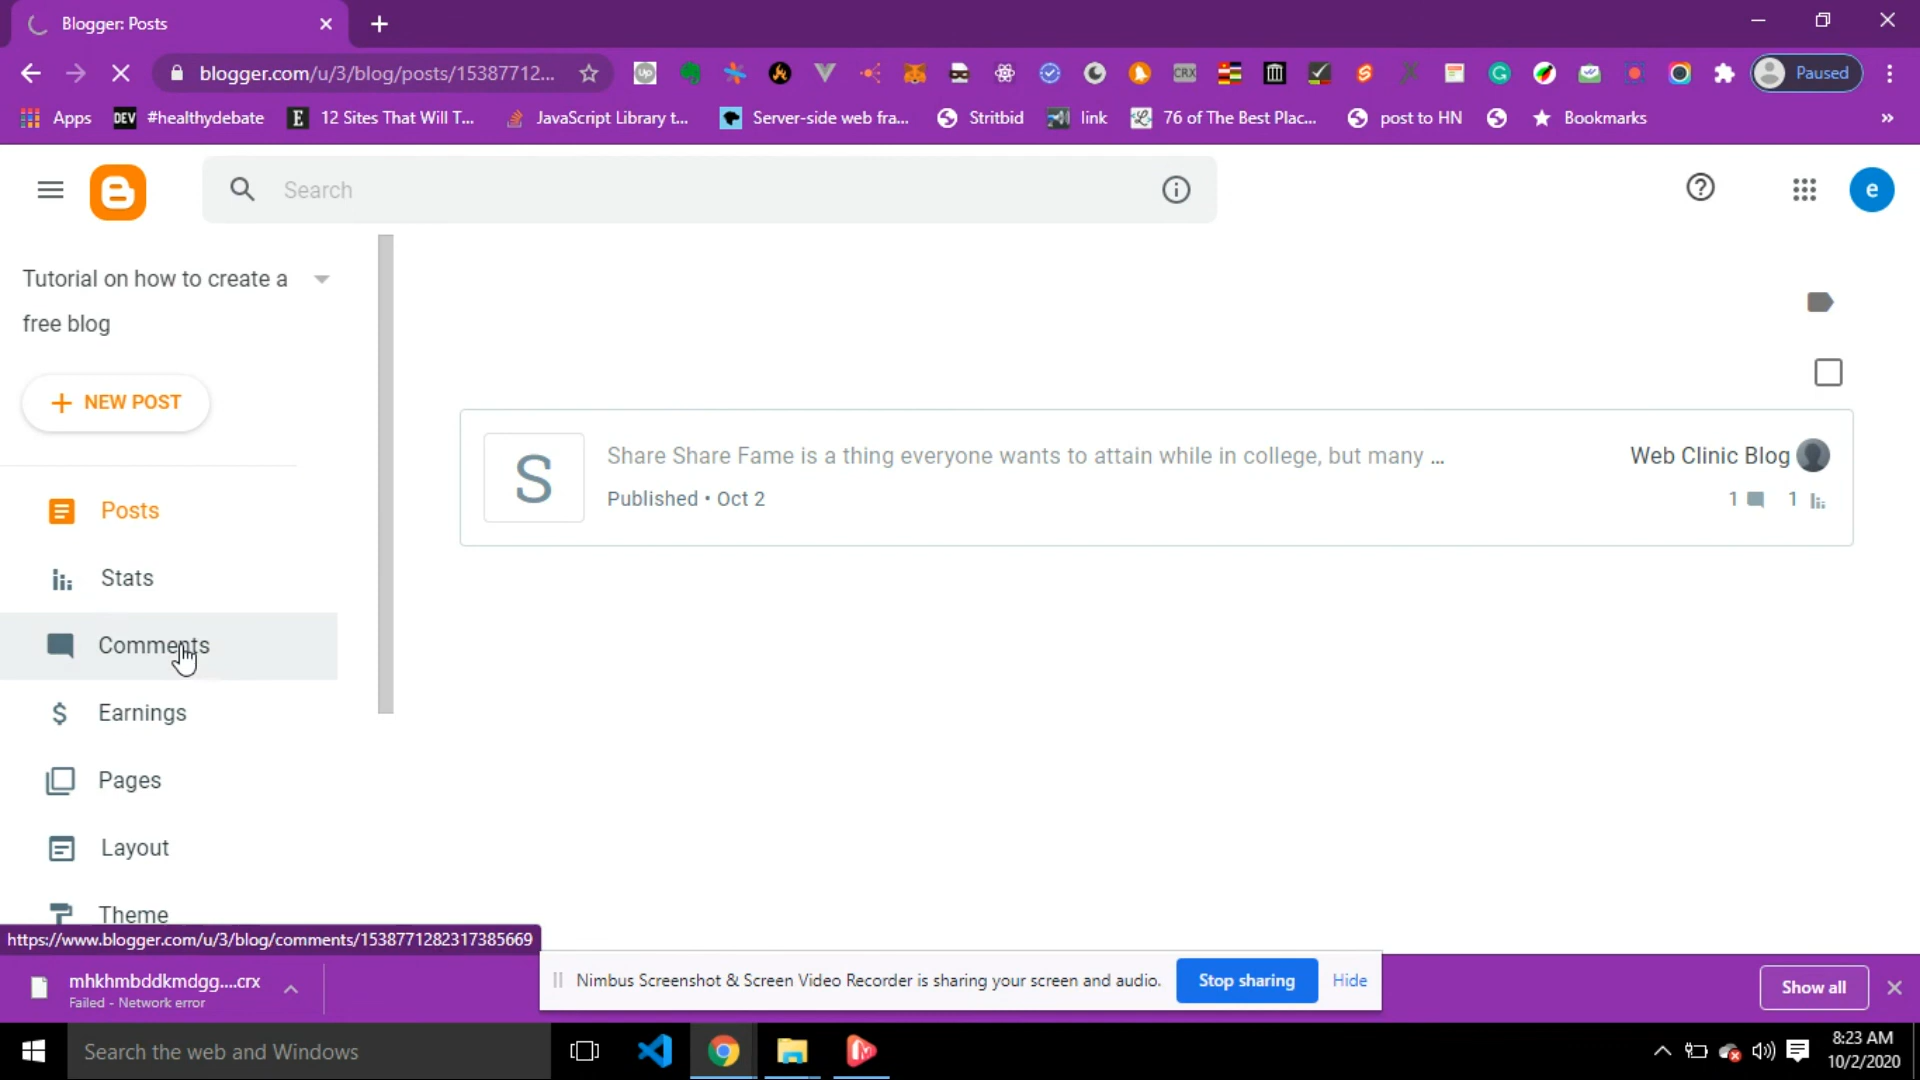 Blogger: Posts
blogger.com/u/3/blog/posts/15387712...
CRX
Paused
Apps
DEV
#healthydebate
E
12 Sites That Will T...
JavaScript Library t...
Server-side web fra...
Stritbid
link
76 of The Best Plac...
post to HN
Bookmarks
Search
e
Tutorial on how to create a
free blog
NEW POST
Posts
Stats
Comments
Earnings
Pages
Layout
Theme
S
Share Share Fame is a thing everyone wants to attain while in college, but many ...
Published • Oct 2
Web Clinic Blog
1
1
https://www.blogger.com/u/3/blog/comments/1538771282317385669
mhkhmbddkmdgg....crx
Failed - Network error
Nimbus Screenshot & Screen Video Recorder is sharing your screen and audio.
Stop sharing
Hide
Show all
Search the web and Windows
8:23 AM
10/2/2020